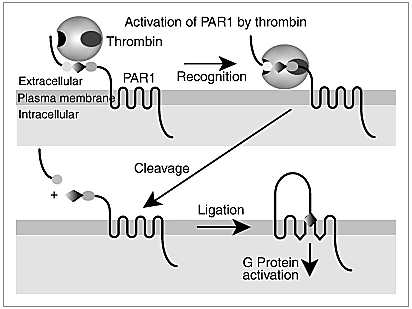 Activation of PAR1 by thrombin
Thrombin
Extracellular
PAR1
Recognition
Plasma membrane
Intracellular
Cleavage
+
Ligation
G Protein
activation